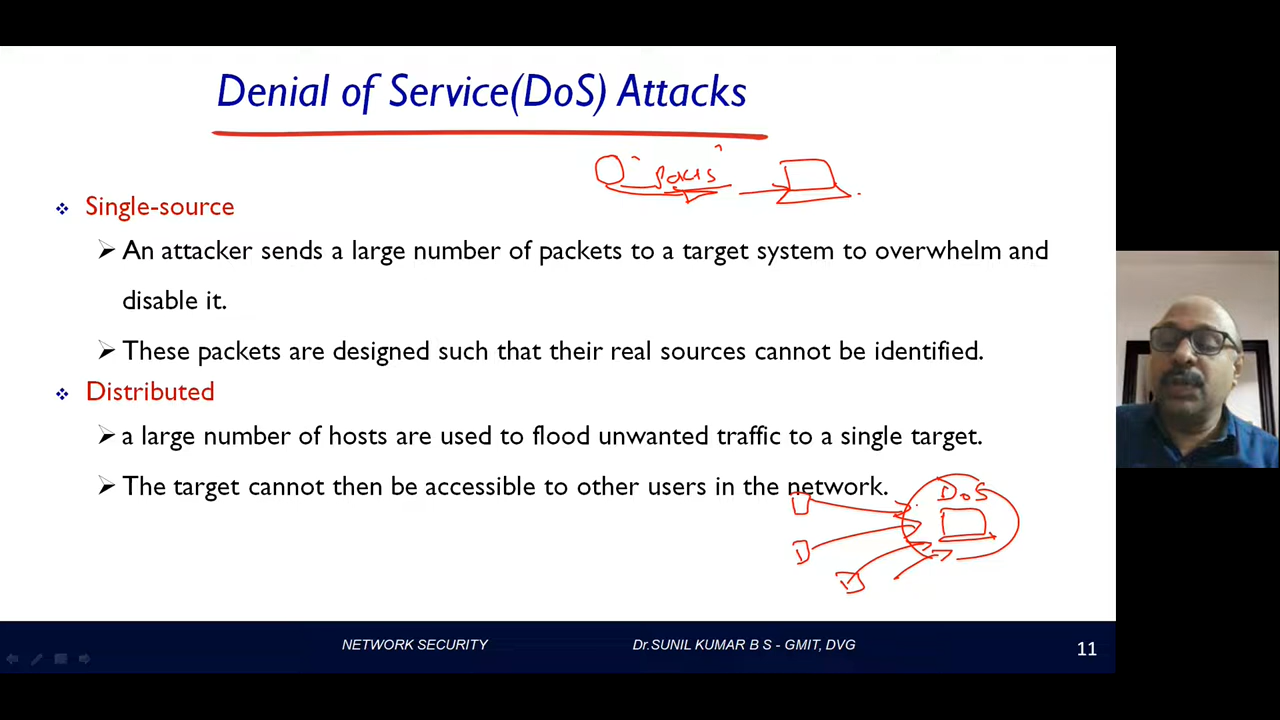 Denial of Service(DoS) Attacks
❖ Single-source
➢ An attacker sends a large number of packets to a target system to overwhelm and
disable it.
➢ These packets are designed such that their real sources cannot be identified.
❖ Distributed
➢ a large number of hosts are used to flood unwanted traffic to a single target.
➢ The target cannot then be accessible to other users in the network.
DoS
NETWORK SECURITY
Dr.SUNIL KUMAR B S - GMIT, DVG
11